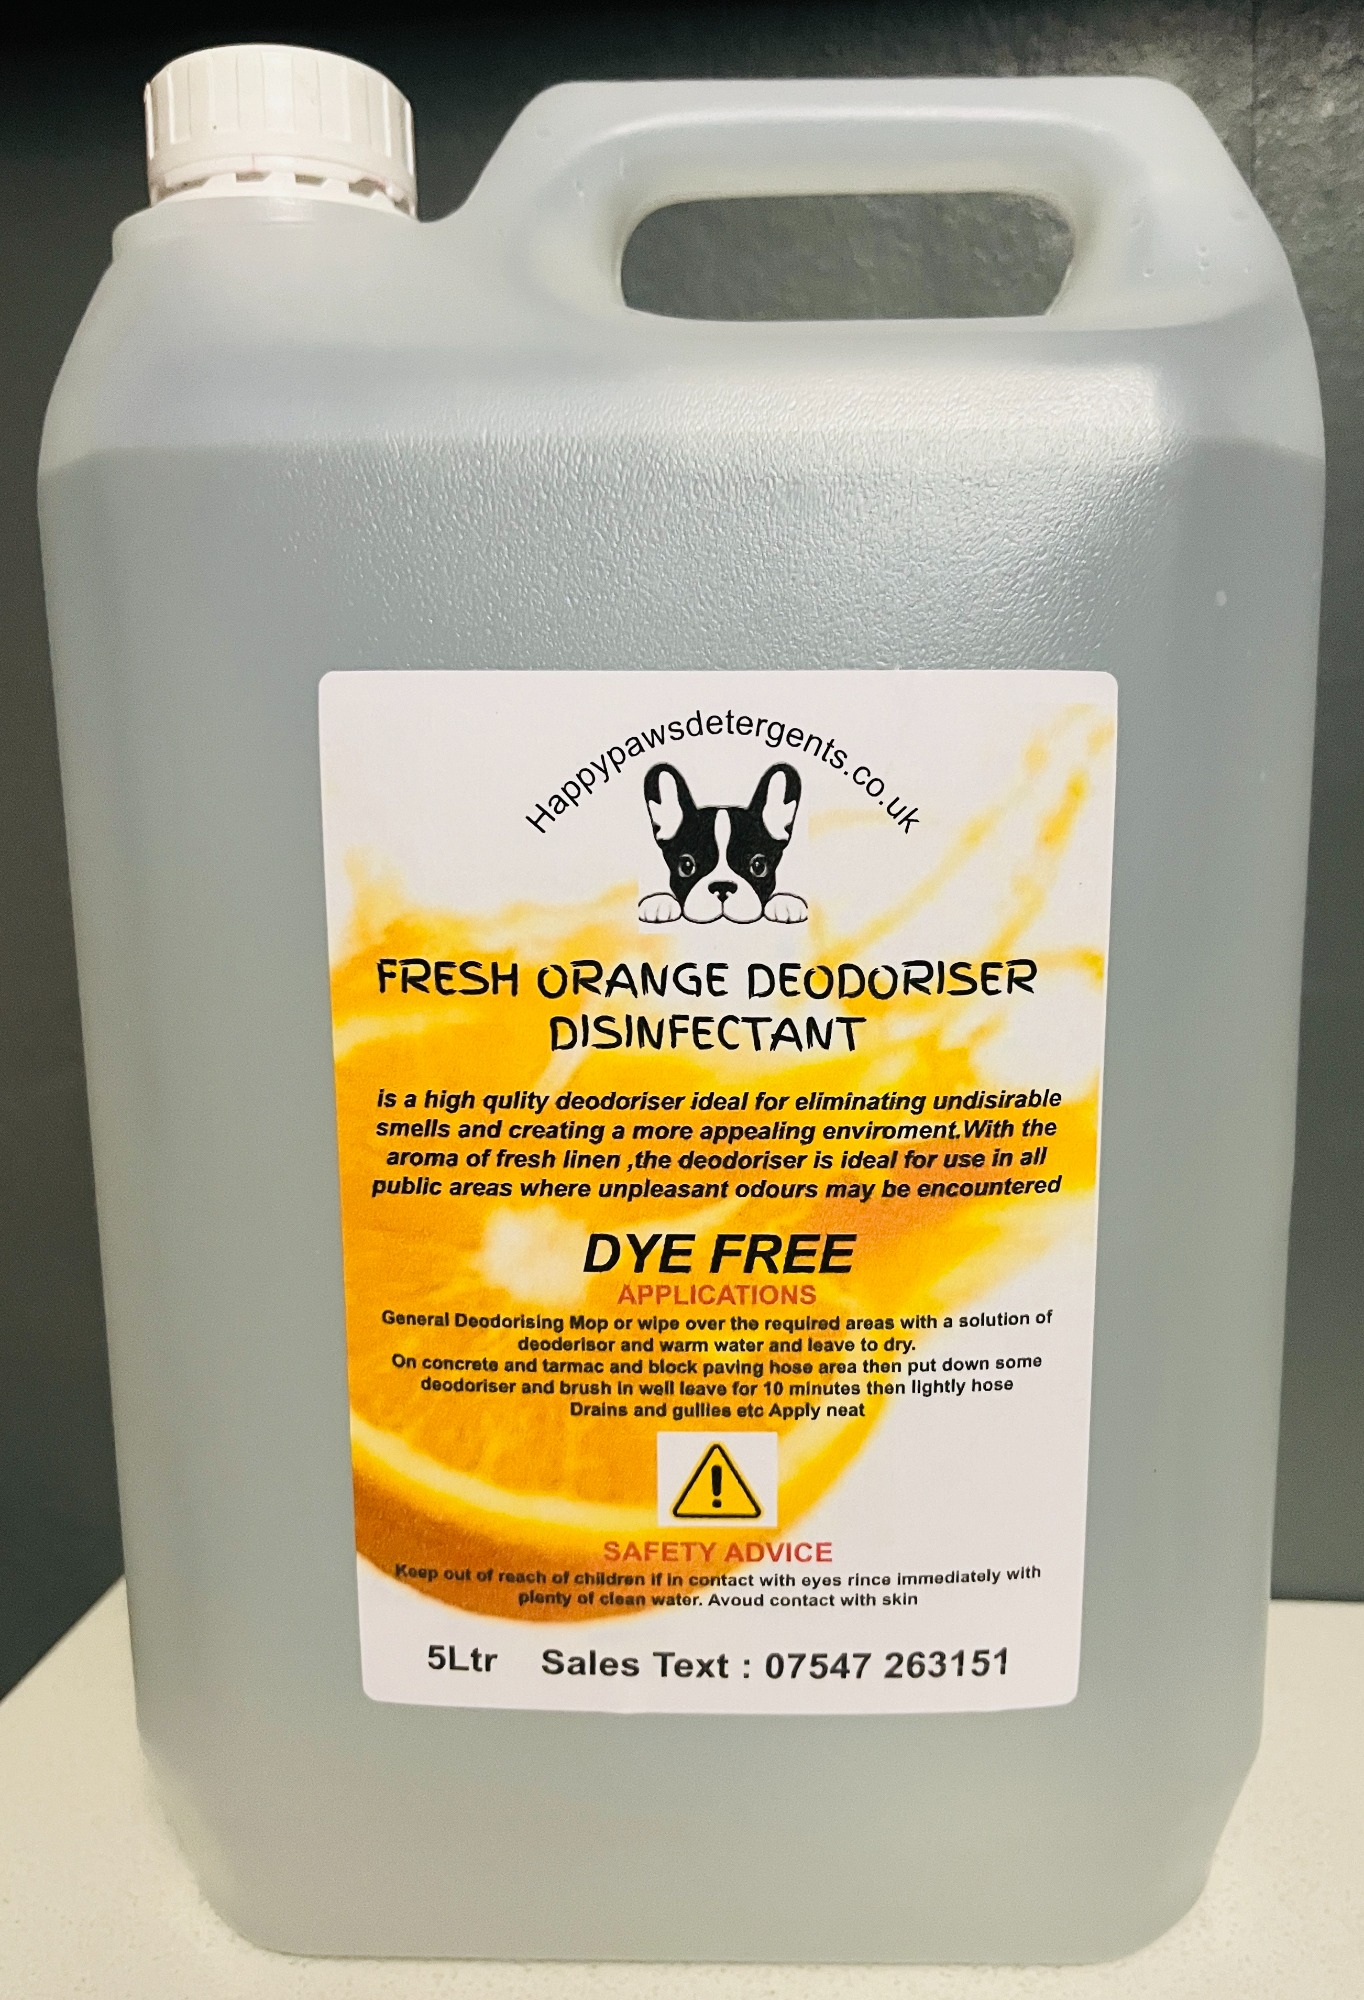 Happypawsdetergents.co.uk
FRESH ORANGE DEODORISER
DISINFECTANT
is a high qulity deodoriser ideal for eliminating undisirable
smells and creating a more appealing enviroment.With the
aroma of fresh linen ,the deodoriser is ideal for use in all
public areas where unpleasant odours may be encountered
DYE FREE
APPLICATIONS
General Deodorising Mop or wipe over the required areas with a solution of
deoderisor and warm water and leave to dry.
On concrete and tarmac and block paving hose area then put down some
deodoriser and brush in well leave for 10 minutes then lightly hose
Drains and gullies etc Apply neat
!
SAFETY ADVICE
Keep out of reach of children if in contact with eyes rince immediately with
plenty of clean water. Avoud contact with skin
5Ltr Sales Text : 07547 263151